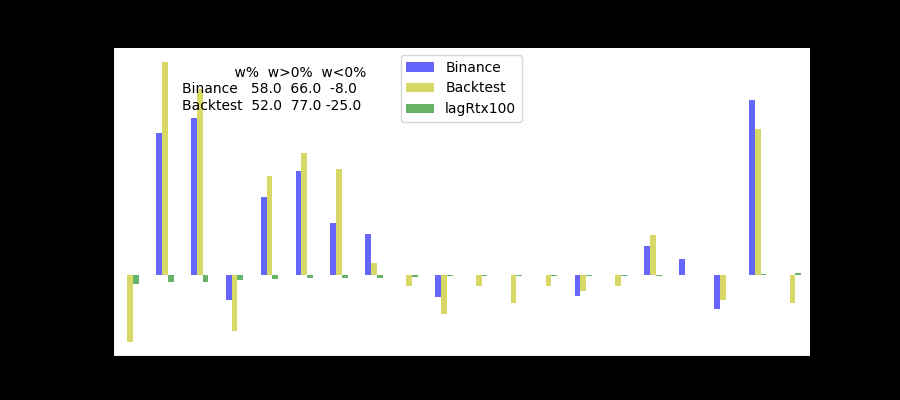 w%  w>0%  w<0%
Binance   58.0  66.0  -8.0
Backtest  52.0  77.0 -25.0
Binance
Backtest
lagRtx100